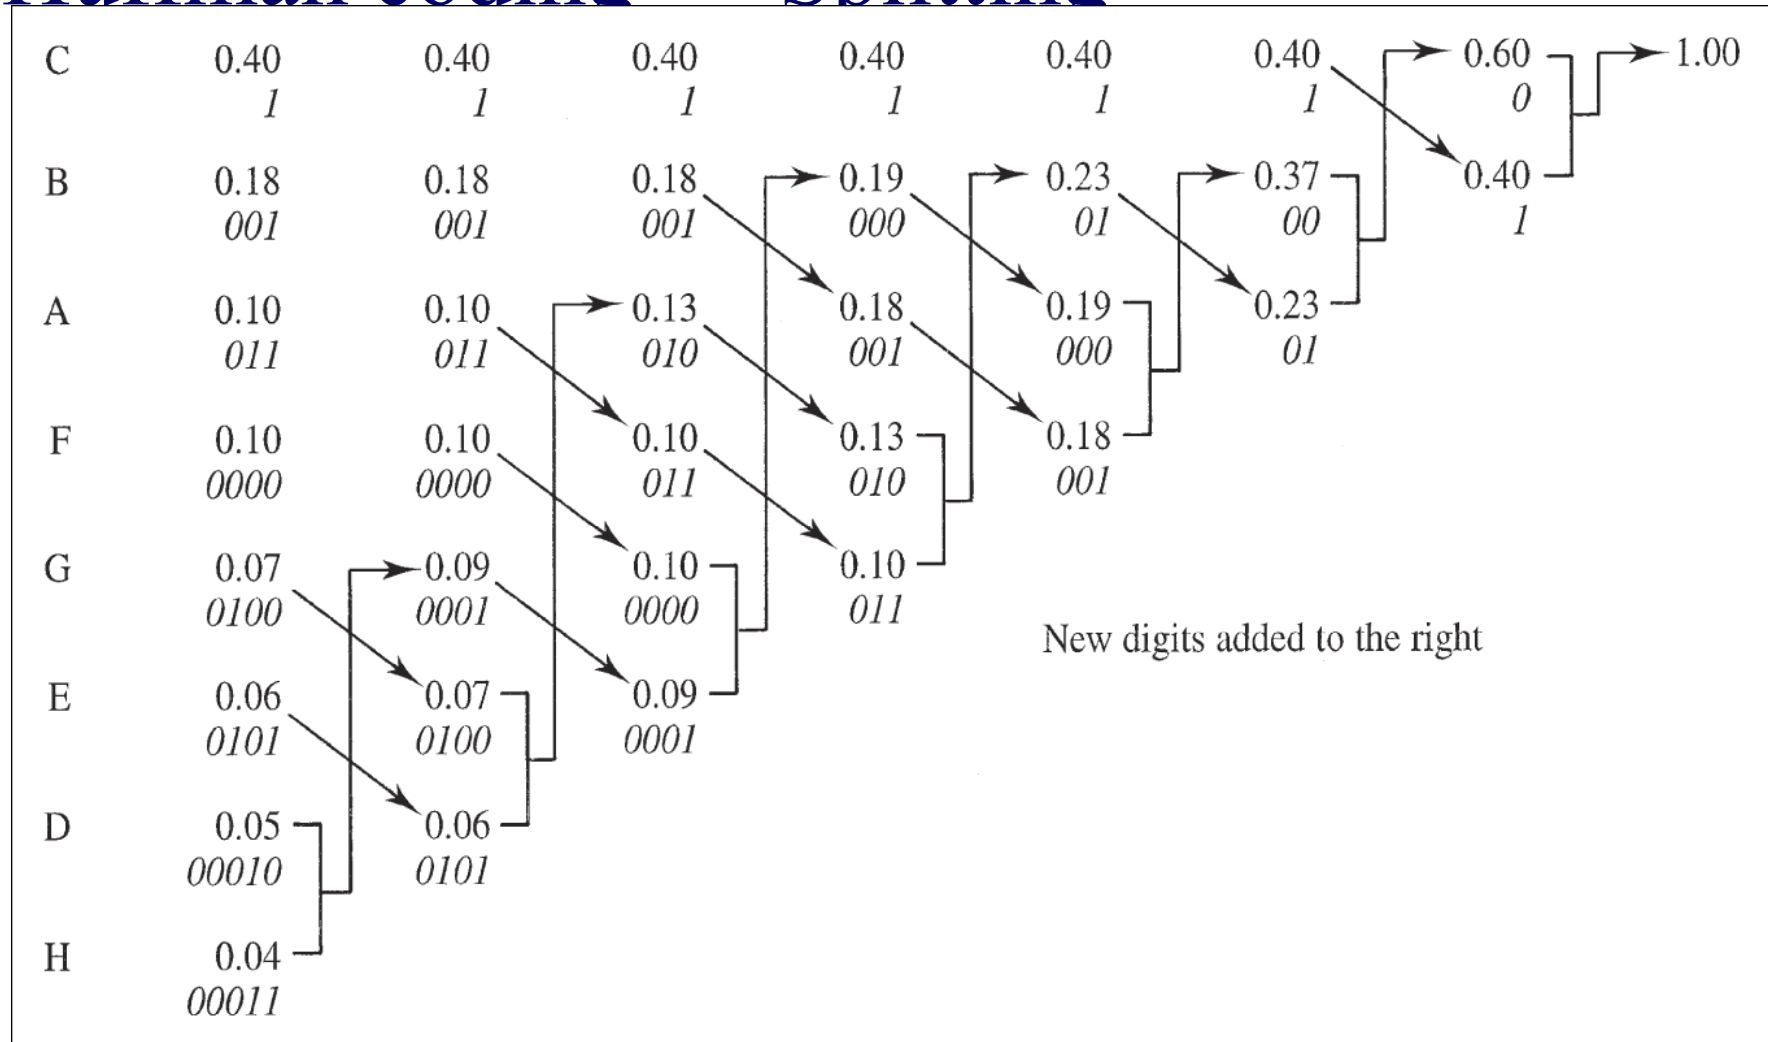 Huffman coding Splitting
C 0.40 0.40 0.40 0.40 0.40 0.40 0.60 1.00
1 1 1 1 1 1 0
B 0.18 0.18 0.18 0.19 0.23 0.37 0.40
001 001 001 000 01 00 1
A 0.10 0.10 0.13 0.18 0.19 0.23
011 011 010 001 000 01
F 0.10 0.10 0.10 0.13 0.18
0000 0000 011 010 001
G 0.07 0.09 0.10 0.10
0100 0001 0000 011
New digits added to the right
E 0.06 0.07 0.09
0101 0100 0001
D 0.05 0.06
00010 0101
H 0.04
00011